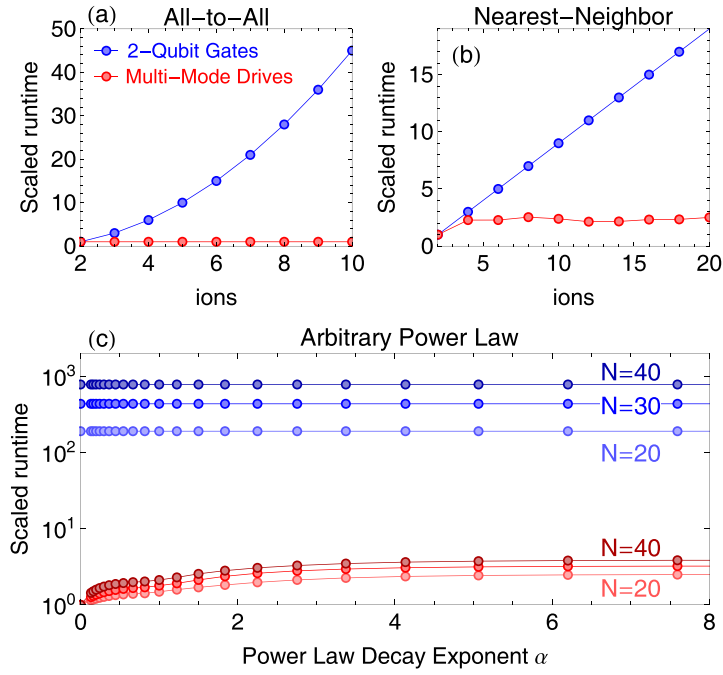 (a)
All-to-All
Scaled runtime
50
40
30
20
10
0
2-Qubit Gates
Multi-Mode Drives
2
4
6
8
10
ions
Nearest-Neighbor
(b)
Scaled runtime
15
10
5
0
5
10
15
20
ions
(c)
Arbitrary Power Law
Scaled runtime
10³
10²
10¹
10⁰
N=40
N=30
N=20
N=40
N=20
0
2
4
6
8
Power Law Decay Exponent α